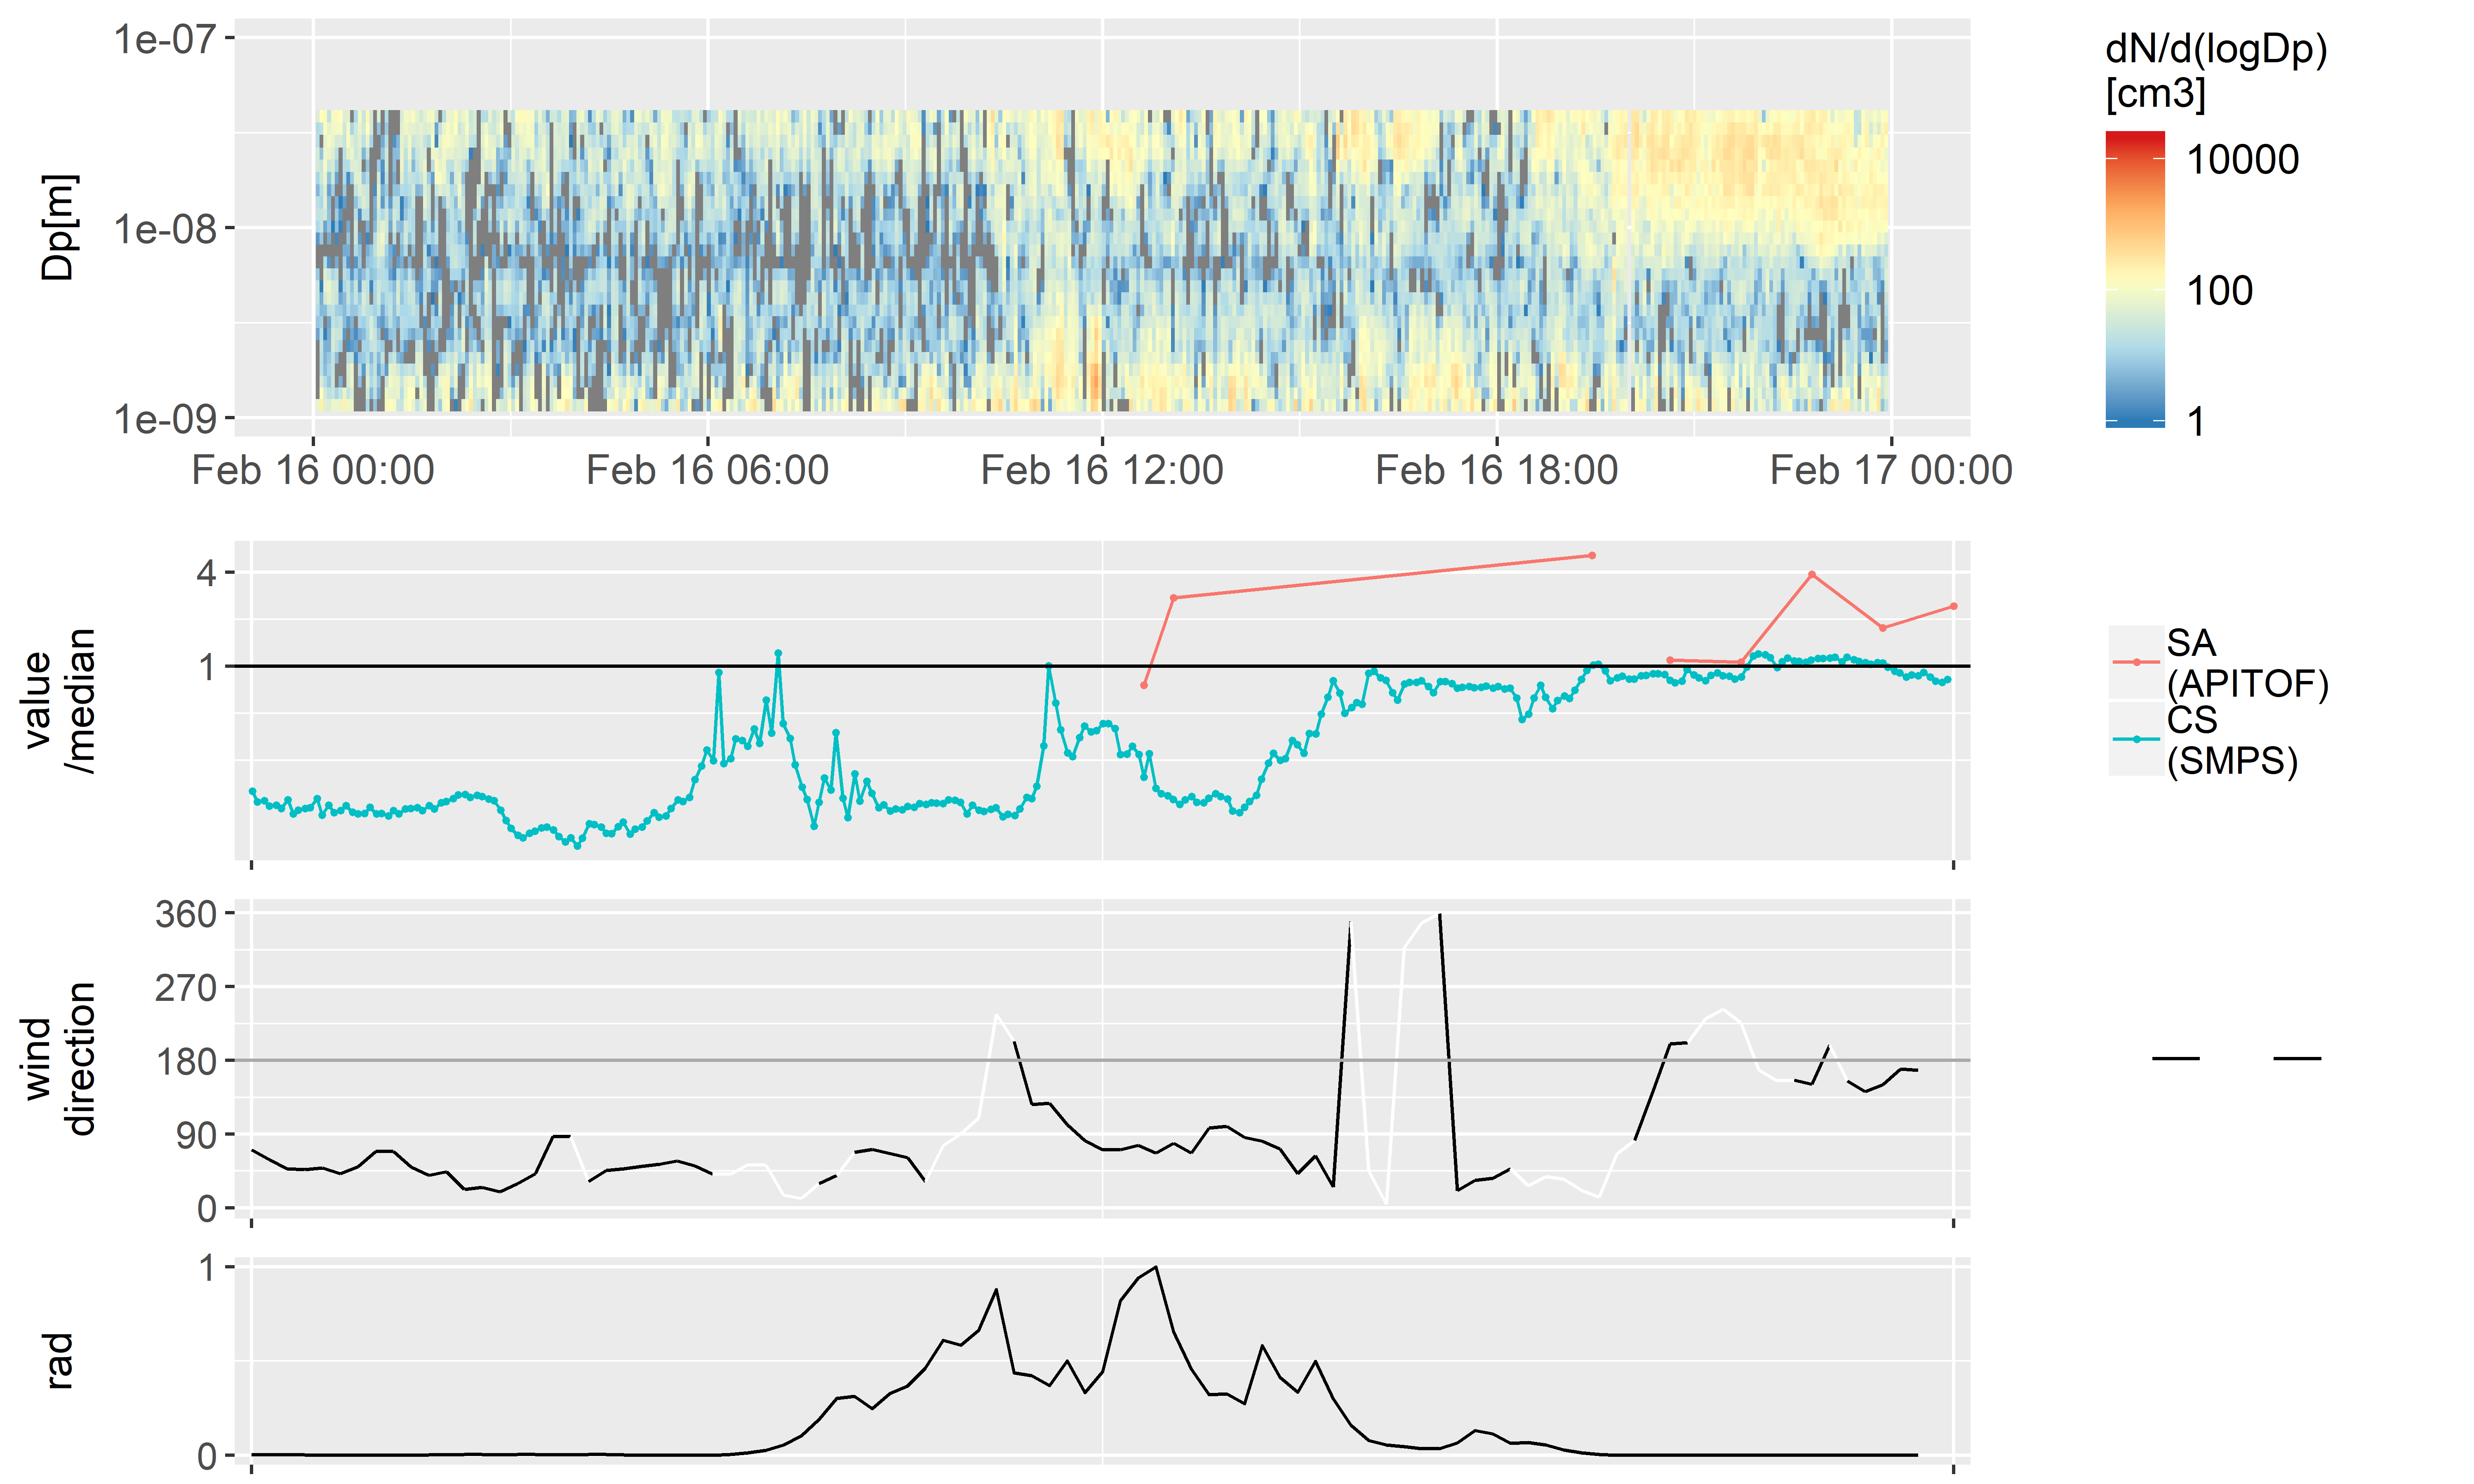 1e-07
1e-08
1e-09
Dp[m]
Feb 16 00:00
Feb 16 06:00
Feb 16 12:00
Feb 16 18:00
Feb 17 00:00
dN/d(logDp)
[cm3]
10000
100
1
4
1
value
/median
SA
(APITOF)
CS
(SMPS)
360
270
180
90
0
wind
direction
1
0
rad